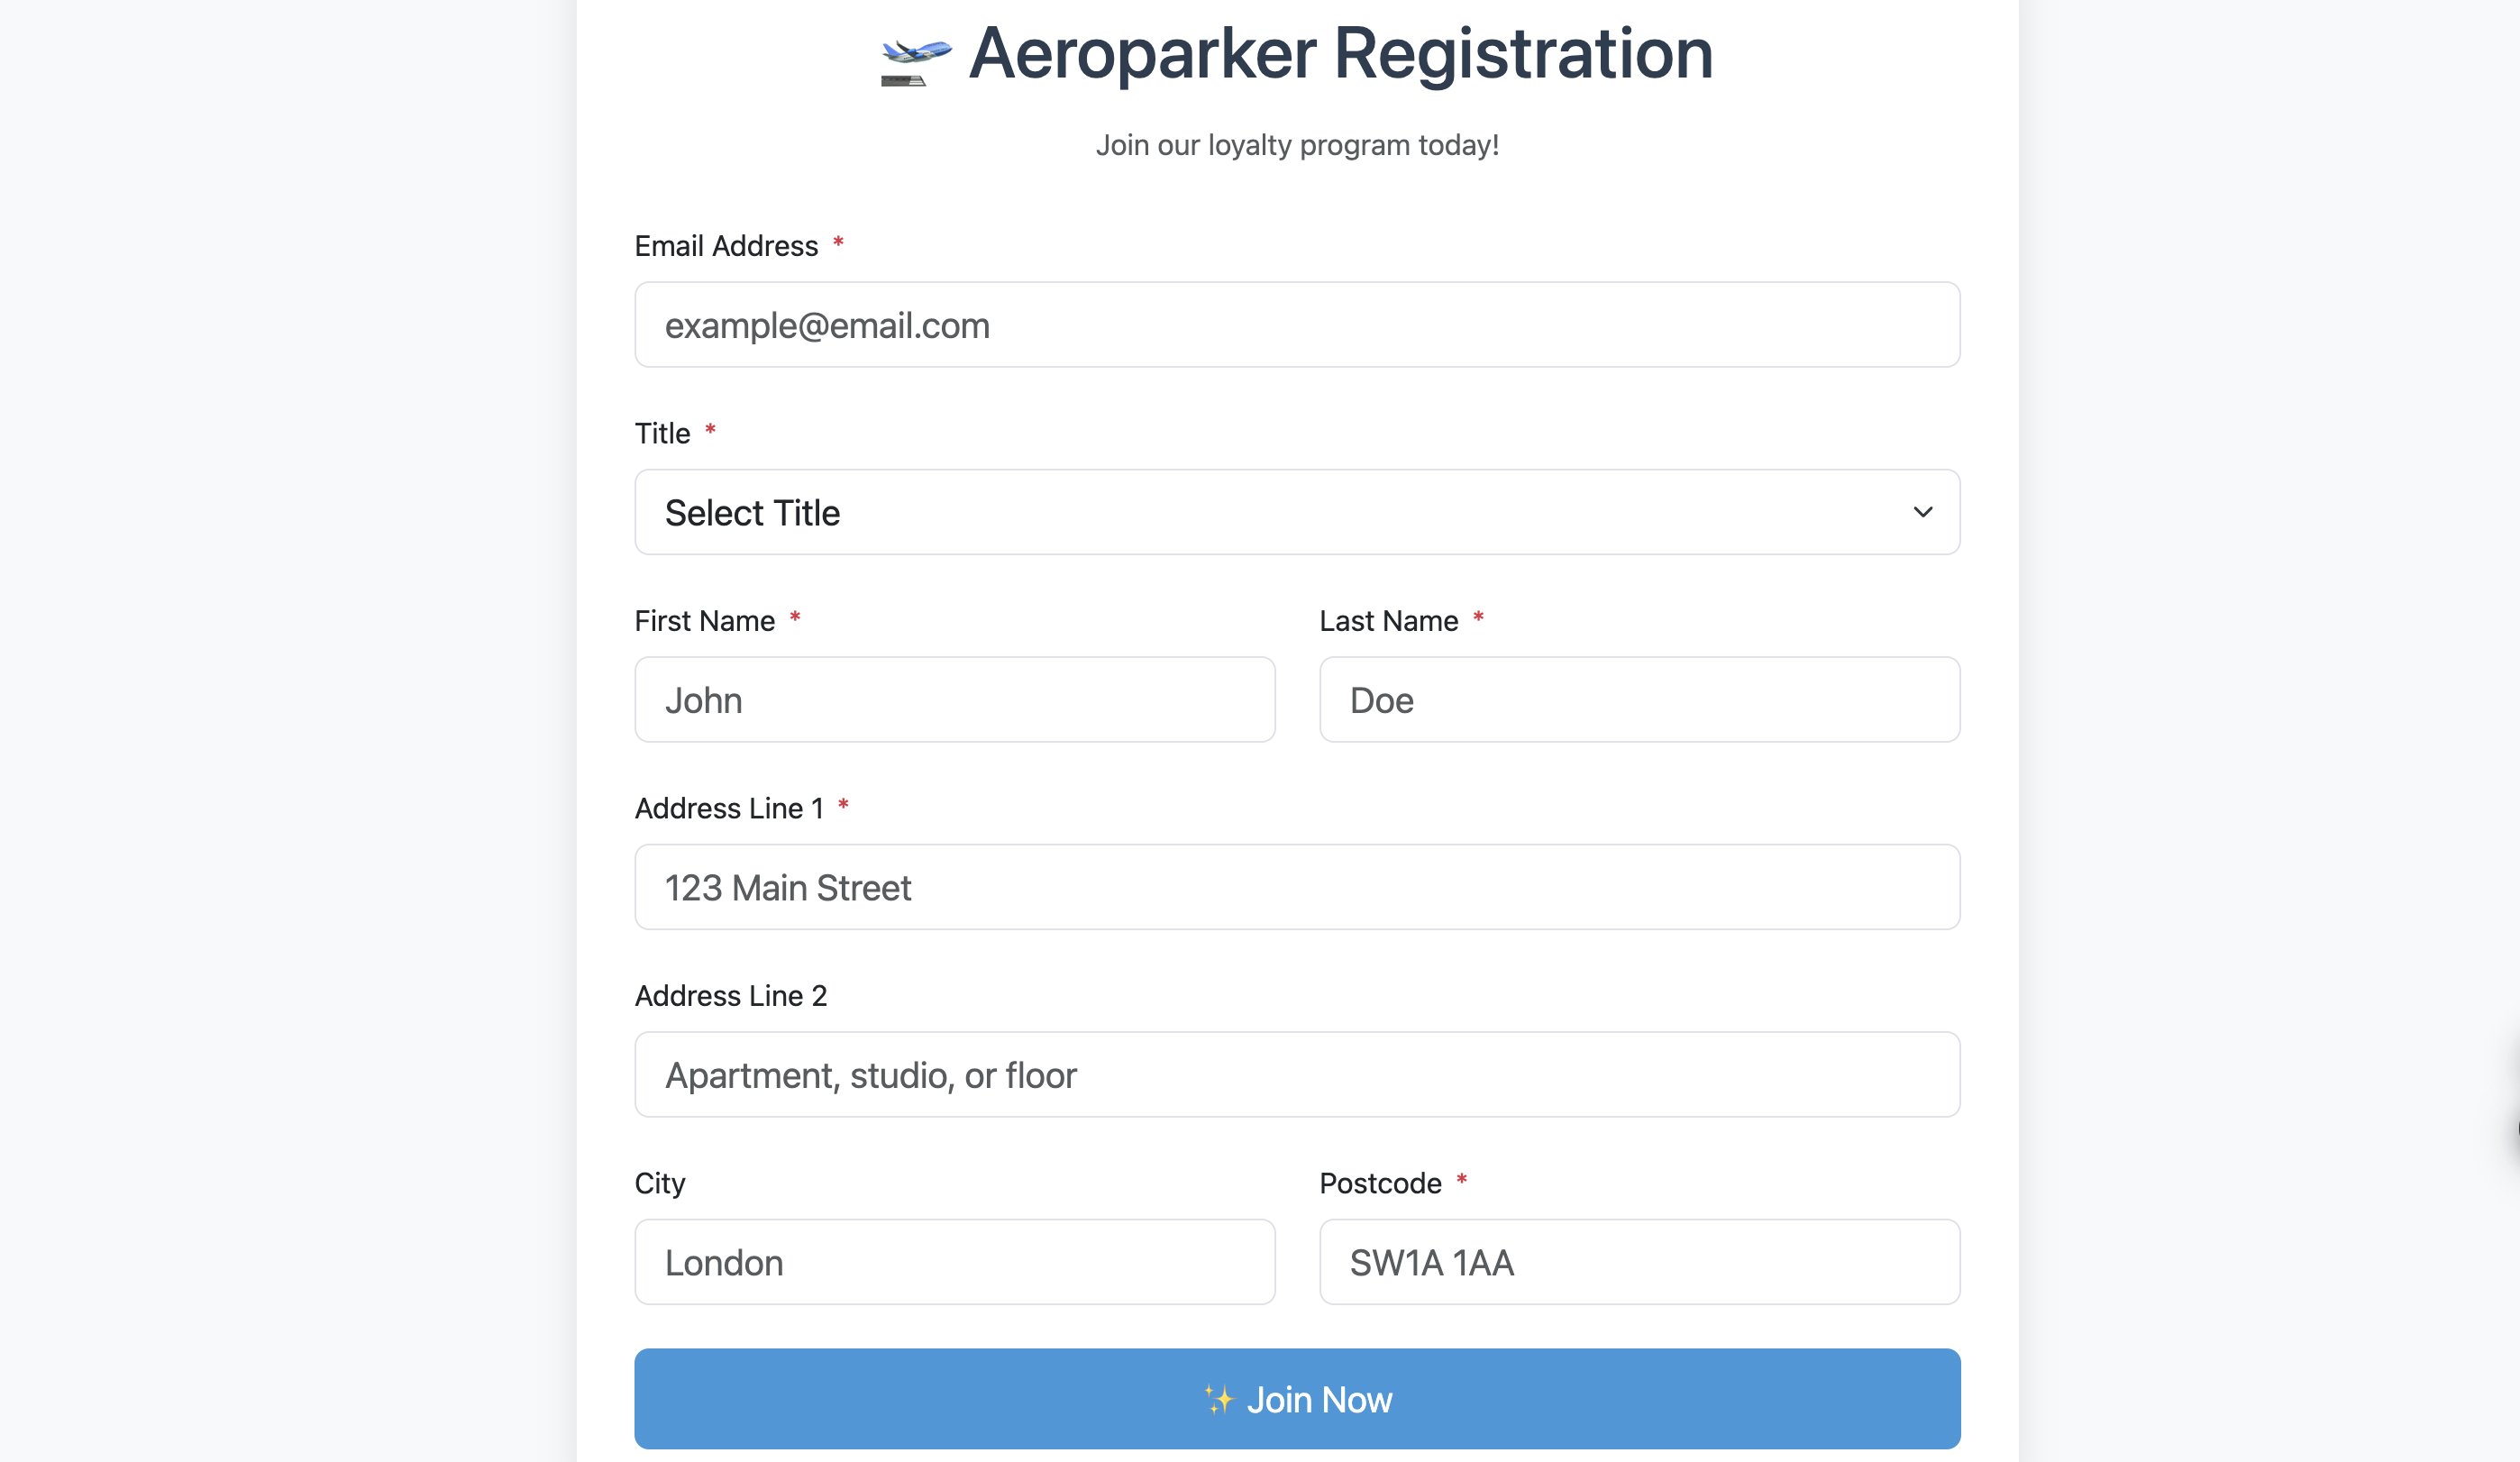 Aeroparker Registration
Join our loyalty program today!
Email Address *
example@email.com
Title *
Select Title
First Name * Last Name *
John Doe
Address Line 1 *
123 Main Street
Address Line 2
Apartment, studio, or floor
City Postcode *
London SW1A 1AA
✨ Join Now